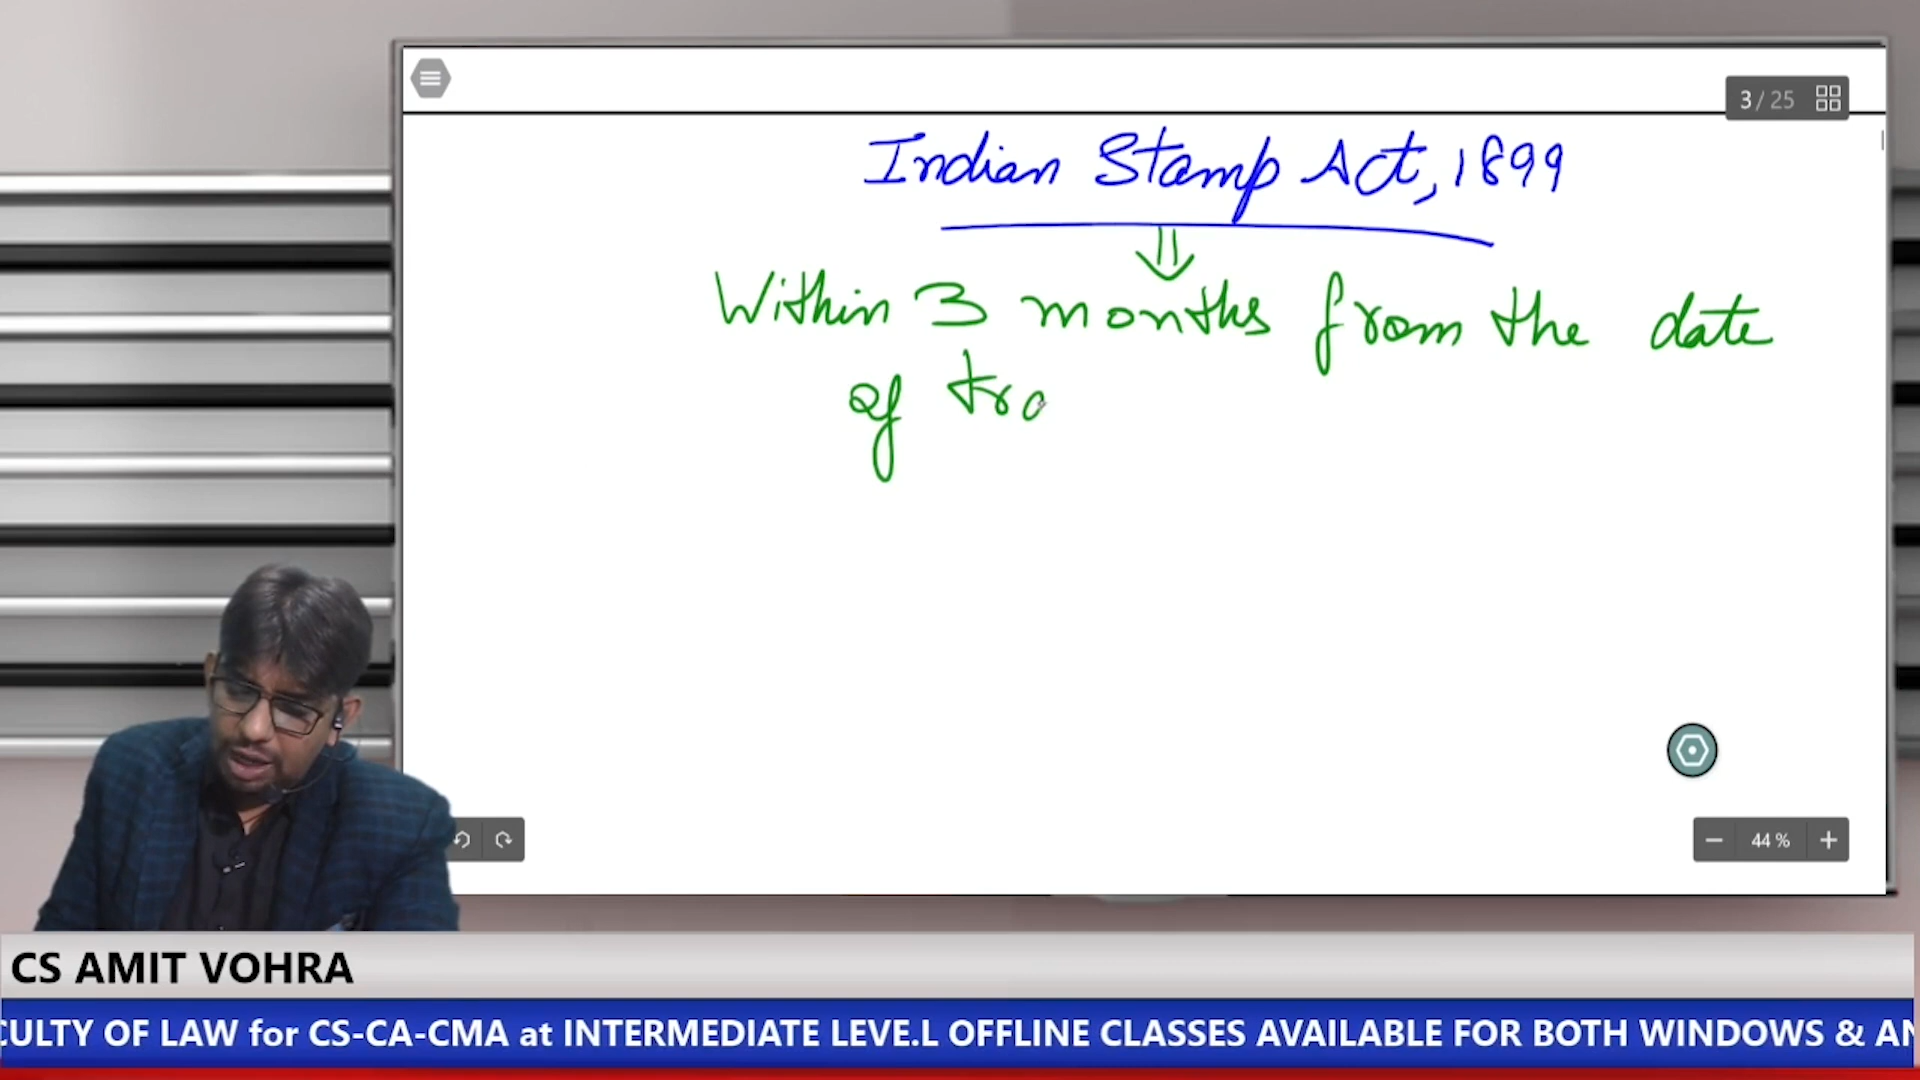 3 / 25
Indian Stamp Act, 1899
Within 3 months from the date
of tra
44 %
CS AMIT VOHRA
CULTY OF LAW for CS-CA-CMA at INTERMEDIATE LEVE.L OFFLINE CLASSES AVAILABLE FOR BOTH WINDOWS & AN